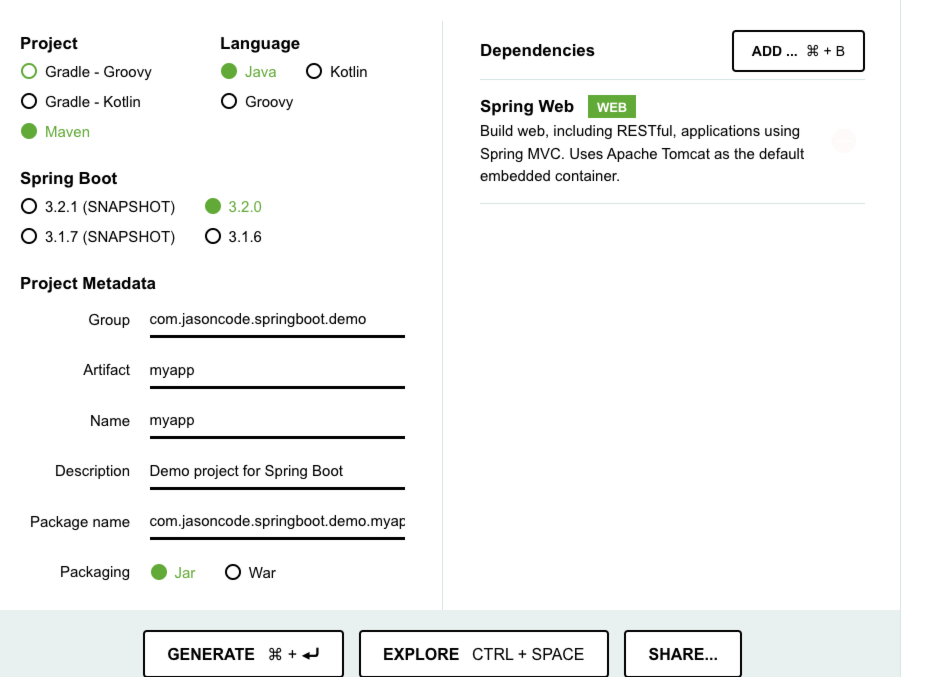 Project
Gradle - Groovy
Gradle - Kotlin
Maven
Language
Java Kotlin
Groovy
Spring Boot
3.2.1 (SNAPSHOT) 3.2.0
3.1.7 (SNAPSHOT) 3.1.6
Project Metadata
Group com.jasoncode.springboot.demo
Artifact myapp
Name myapp
Description Demo project for Spring Boot
Package name com.jasoncode.springboot.demo.myap
Packaging Jar War
Dependencies ADD ... ⌘ + B
Spring Web WEB
Build web, including RESTful, applications using
Spring MVC. Uses Apache Tomcat as the default
embedded container.
GENERATE ⌘ + ⏎ EXPLORE CTRL + SPACE SHARE...